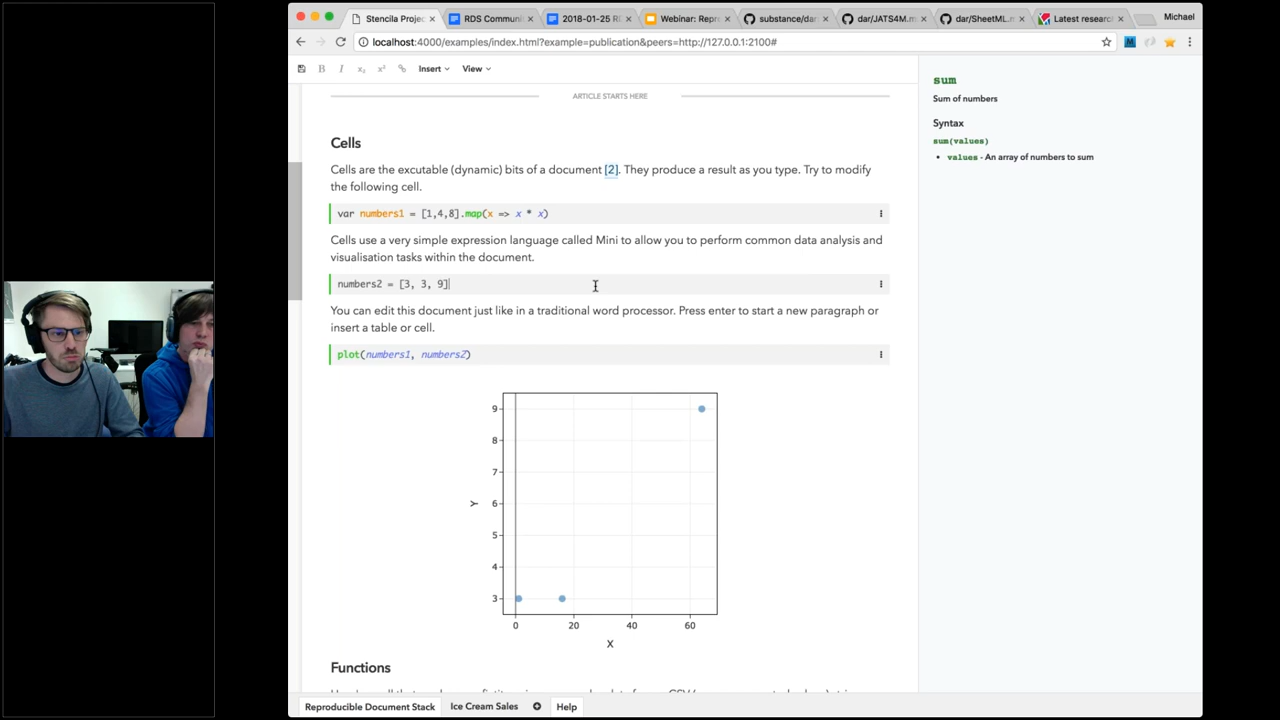 Stencila Projec
RDS Communi
2018-01-25 R
Webinar: Repr
substance/dar
dar/JATS4M.m
dar/SheetML.m
Latest researc
Michael
localhost:4000/examples/index.html?example=publication&peers=http://127.0.0.1:2100#
B I x₂ x² Insert View
ARTICLE STARTS HERE
Cells
Cells are the excutable (dynamic) bits of a document [2]. They produce a result as you type. Try to modify
the following cell.
var numbers1 = [1,4,8].map(x => x * x)
Cells use a very simple expression language called Mini to allow you to perform common data analysis and
visualisation tasks within the document.
numbers2 = [3, 3, 9]
You can edit this document just like in a traditional word processor. Press enter to start a new paragraph or
insert a table or cell.
plot(numbers1, numbers2)
9
8
7
6
5
4
3
Y
0 20 40 60
X
Functions
Reproducible Document Stack
Ice Cream Sales
Help
sum
Sum of numbers
Syntax
sum(values)
values - An array of numbers to sum